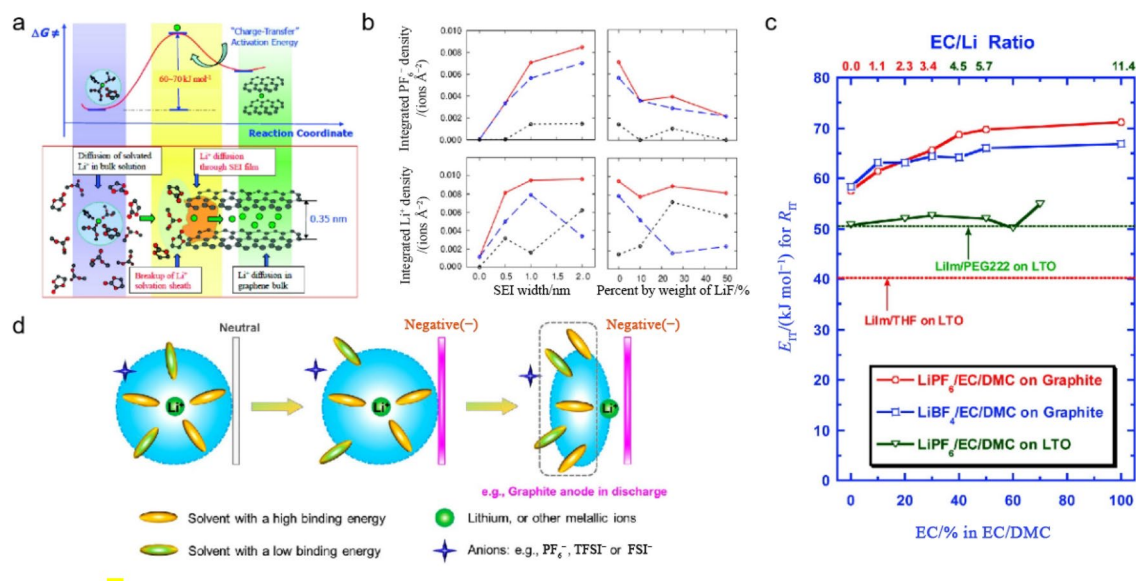 a
ΔG ≠
"Charge-Transfer"
Activation Energy
60–70 kJ mol⁻¹
Reaction Coordinate
Diffusion of solvated
Li⁺ in bulk solution
Li⁺ diffusion
through SEI film
0.35 nm
Breakup of Li⁺
solvation sheath
Li⁺ diffusion in
graphene bulk
b
Integrated PF₆⁻ density
/(ions Å⁻²)
0.010
0.008
0.006
0.004
0.002
0.000
Integrated Li⁺ density
/(ions Å⁻²)
0.010
0.008
0.006
0.004
0.002
0.000
0.0 0.5 1.0 1.5 2.0
SEI width/nm
0 10 20 30 40 50
Percent by weight of LiF/%
c
EC/Li Ratio
0.0 1.1 2.3 3.4 4.5 5.7 11.4
E_IT/(kJ mol⁻¹) for R_IT
80
70
60
50
40
30
20
10
0
LiIm/PEG222 on LTO
LiIm/THF on LTO
LiPF₆/EC/DMC on Graphite
LiBF₄/EC/DMC on Graphite
LiPF₆/EC/DMC on LTO
0 20 40 60 80 100
EC/% in EC/DMC
d
Neutral
Negative(−)
Negative(−)
Li⁺
Li⁺
Li⁺
e.g., Graphite anode in discharge
Solvent with a high binding energy
Lithium, or other metallic ions
Solvent with a low binding energy
Anions: e.g., PF₆⁻, TFSI⁻ or FSI⁻